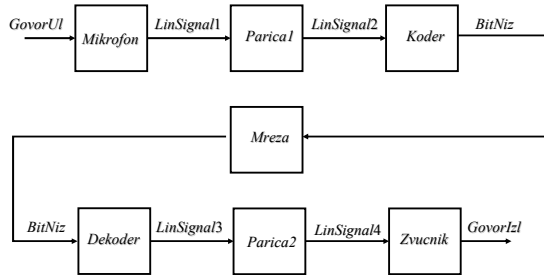 GovorUl LinSignal1 LinSignal2 BitNiz
Mikrofon Parica1 Koder
Mreza
BitNiz LinSignal3 LinSignal4 GovorIzl
Dekoder Parica2 Zvucnik